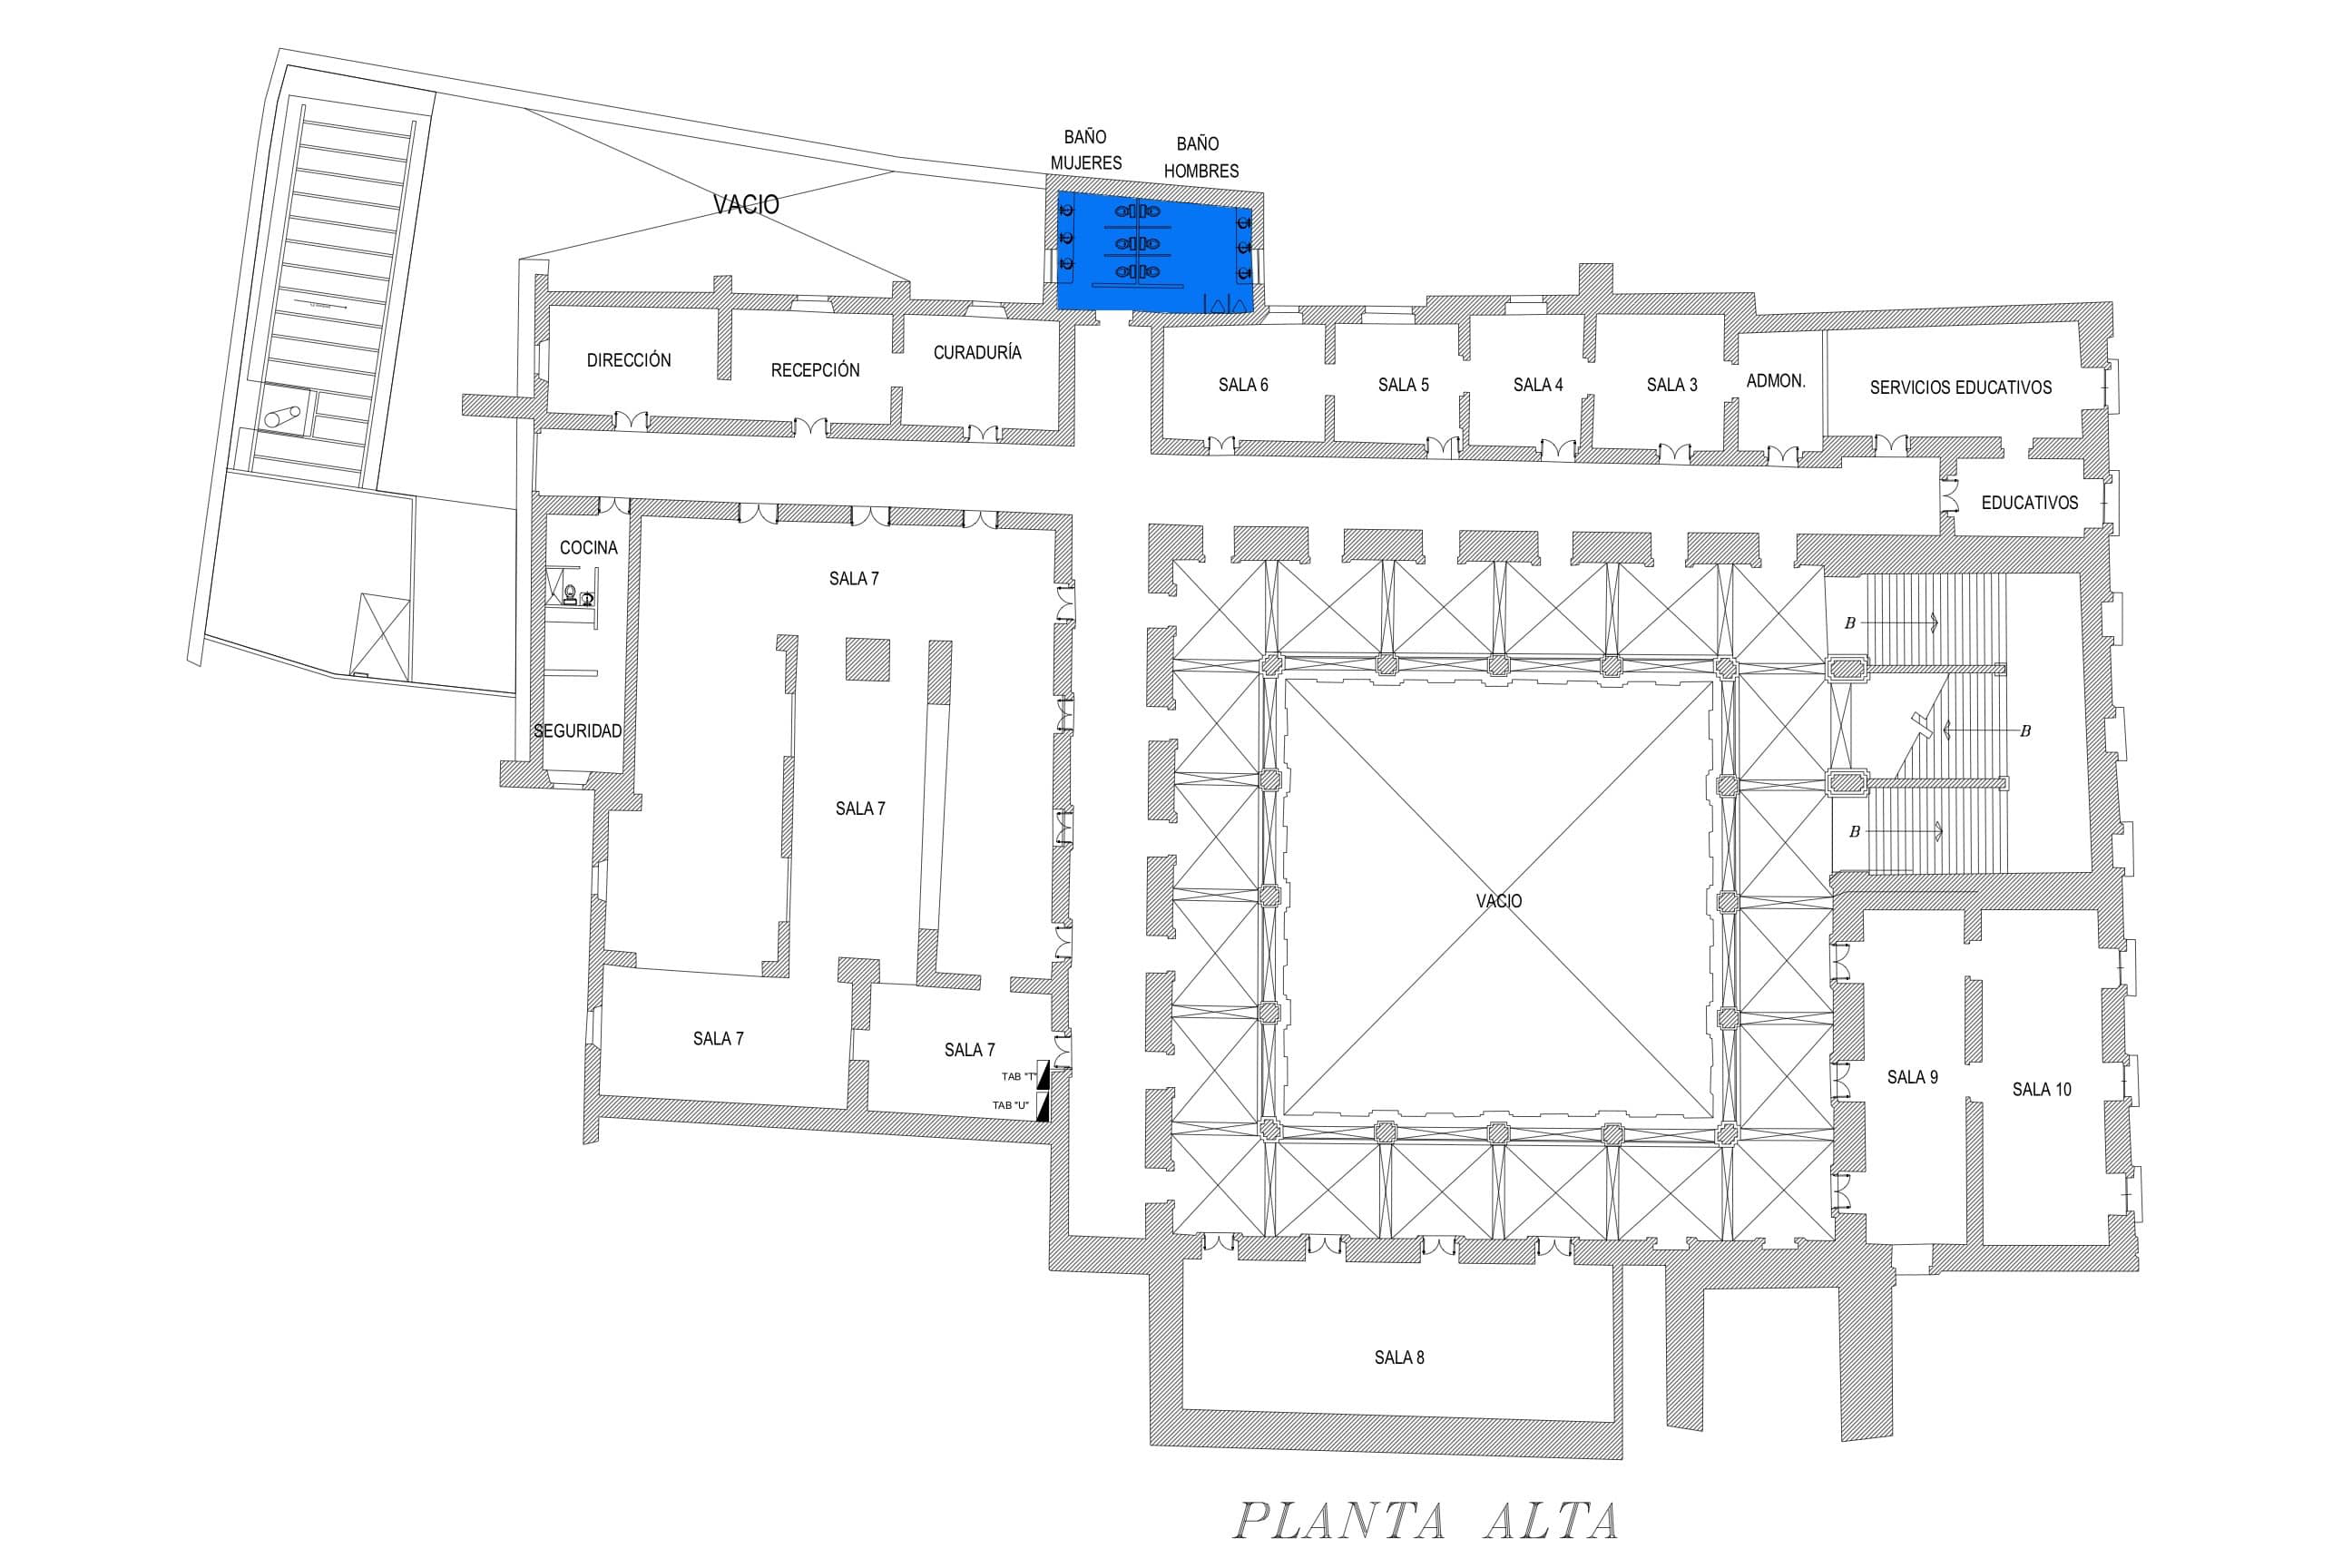 BAÑO
MUJERES
BAÑO
HOMBRES
VACIO
DIRECCIÓN
RECEPCIÓN
CURADURÍA
SALA 6
SALA 5
SALA 4
SALA 3
ADMON.
SERVICIOS EDUCATIVOS
EDUCATIVOS
COCINA
SALA 7
B
SEGURIDAD
B
SALA 7
B
VACIO
SALA 7
SALA 7
TAB "T"
TAB "U"
SALA 9
SALA 10
SALA 8
PLANTA ALTA